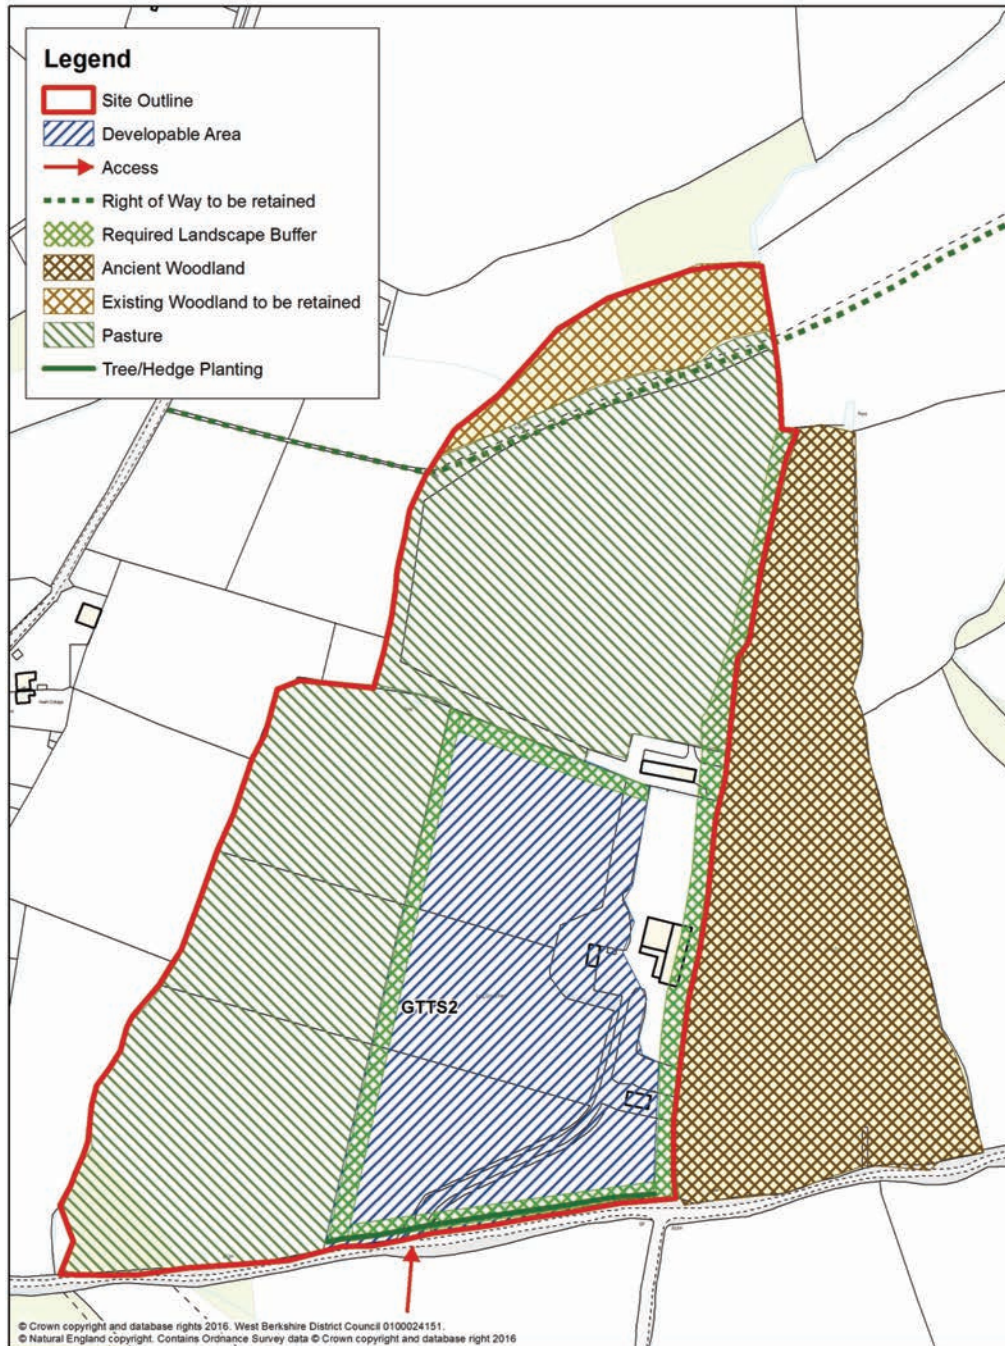 Legend
Site Outline
Developable Area
Access
Right of Way to be retained
Required Landscape Buffer
Ancient Woodland
Existing Woodland to be retained
Pasture
Tree/Hedge Planting
GTTS2
© Crown copyright and database rights 2016. West Berkshire District Council 0100024151.
© Natural England copyright. Contains Ordnance Survey data © Crown copyright and database right 2016